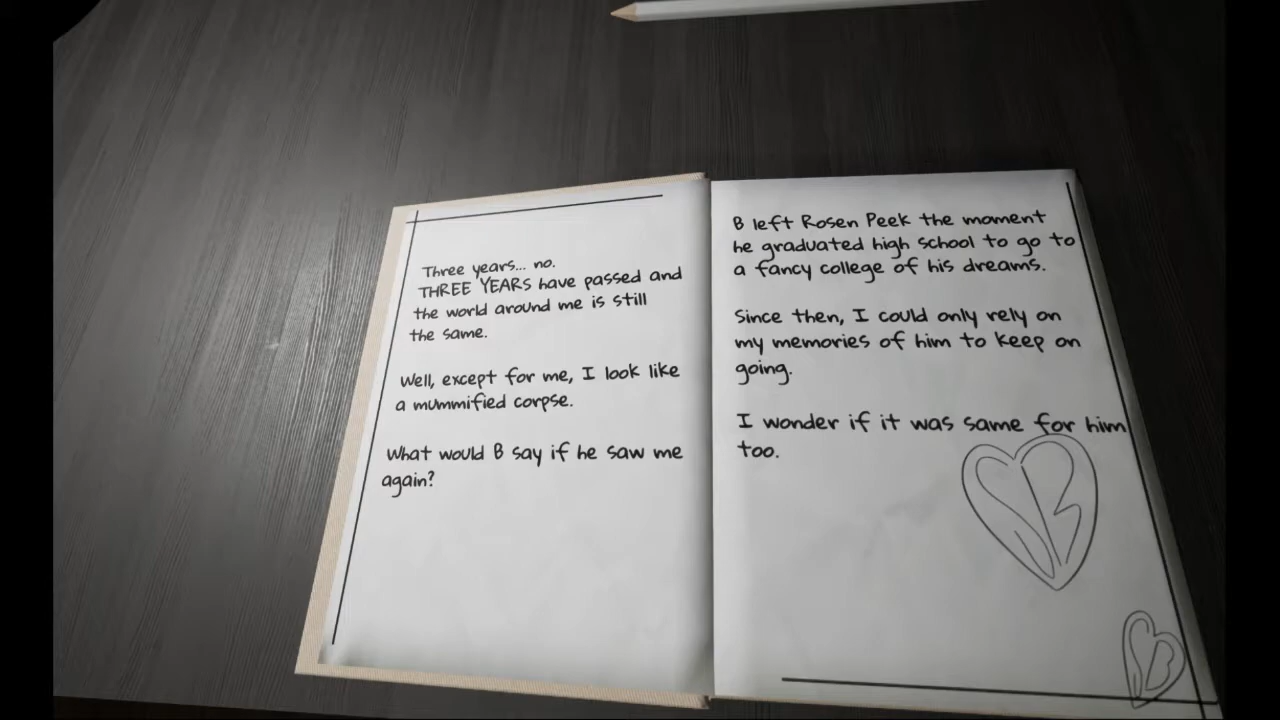 Three years... no.
THREE YEARS have passed and
the world around me is still
the same.
Well, except for me, I look like
a mummified corpse.
What would B say if he saw me
again?
B left Rosen Peek the moment
he graduated high school to go to
a fancy college of his dreams.
Since then, I could only rely on
my memories of him to keep on
going.
I wonder if it was same for him
too.